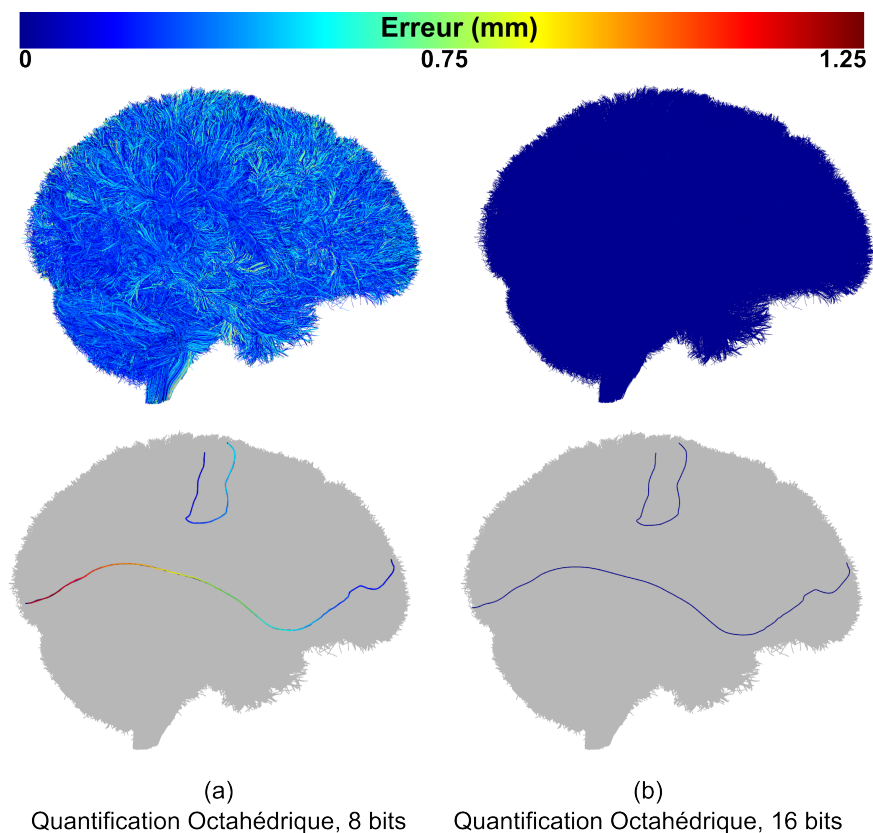 Erreur (mm)
0 0.75 1.25
(a) (b)
Quantification Octahédrique, 8 bits Quantification Octahédrique, 16 bits